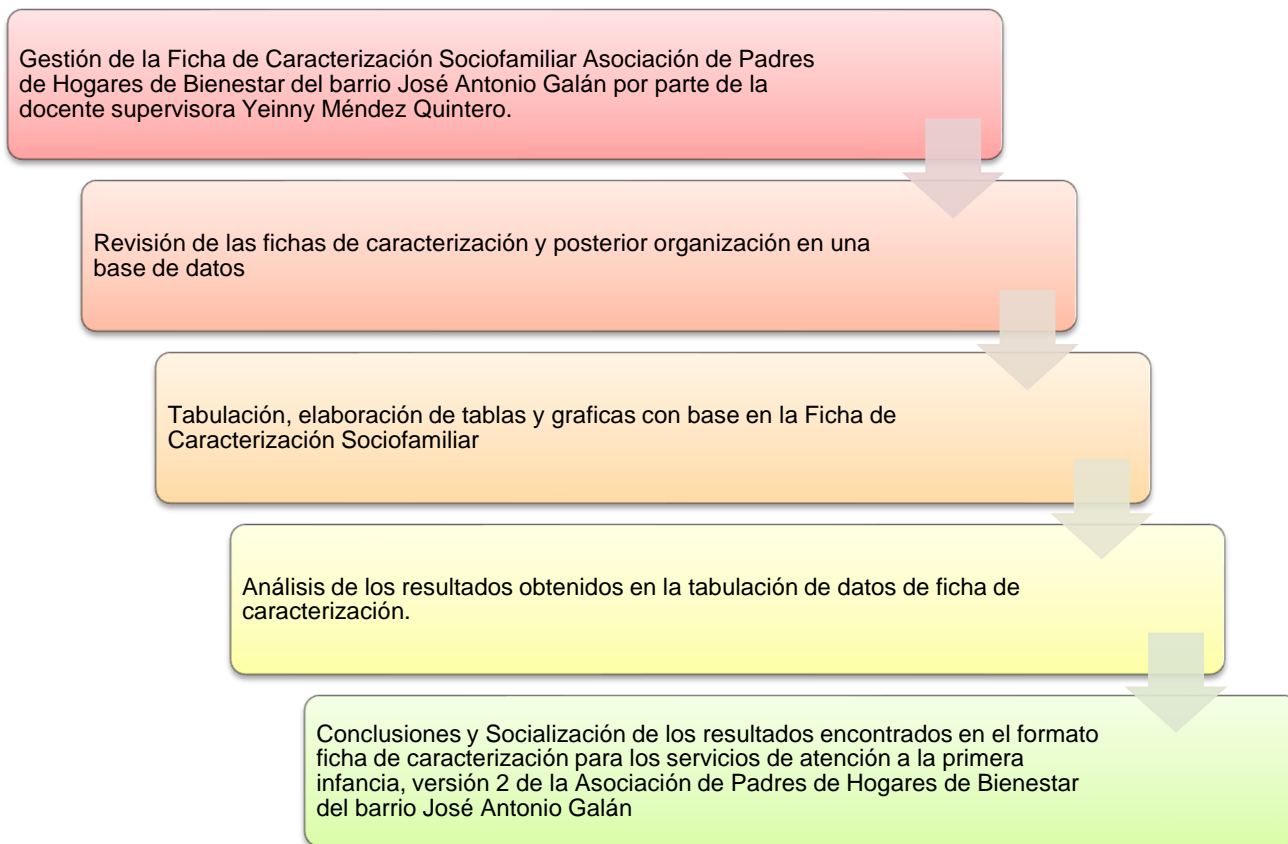 Gestión de la Ficha de Caracterización Sociofamiliar Asociación de Padres
de Hogares de Bienestar del barrio José Antonio Galán por parte de la
docente supervisora Yeinny Méndez Quintero.
Revisión de las fichas de caracterización y posterior organización en una
base de datos
Tabulación, elaboración de tablas y graficas con base en la Ficha de
Caracterización Sociofamiliar
Análisis de los resultados obtenidos en la tabulación de datos de ficha de
caracterización.
Conclusiones y Socialización de los resultados encontrados en el formato
ficha de caracterización para los servicios de atención a la primera
infancia, versión 2 de la Asociación de Padres de Hogares de Bienestar
del barrio José Antonio Galán